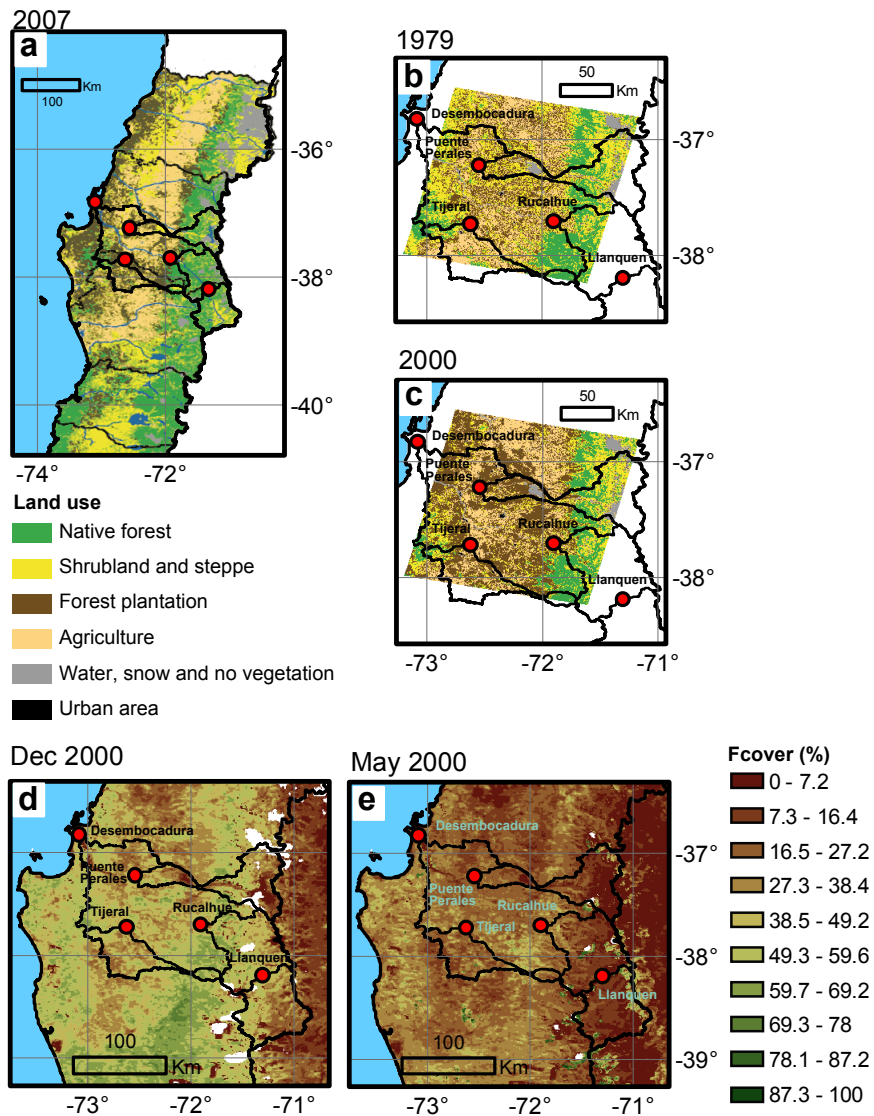 2007
a
Km
100
-36°
-38°
-40°
-74
-72
1979
b
50
Km
Desembocadura
Puente
Perales
Tijeral
Rucalhue
Llanquen
-37°
-38°
2000
c
50
Km
Desembocadura
Puente
Perales
Tijeral
Rucalhue
Llanquen
-37°
-38°
-73°
-72°
-71°
Land use
Native forest
Shrubland and steppe
Forest plantation
Agriculture
Water, snow and no vegetation
Urban area
Dec 2000
d
Desembocadura
Puente
Perales
Tijeral
Rucalhue
Llanquen
100
Km
-73°
-72°
-71°
May 2000
e
Desembocadura
Puente
Perales
Rucalhue
Tijeral
Llanquen
100
Km
-37°
-38°
-39°
-73°
-72°
-71°
Fcover (%)
0 - 7.2
7.3 - 16.4
16.5 - 27.2
27.3 - 38.4
38.5 - 49.2
49.3 - 59.6
59.7 - 69.2
69.3 - 78
78.1 - 87.2
87.3 - 100